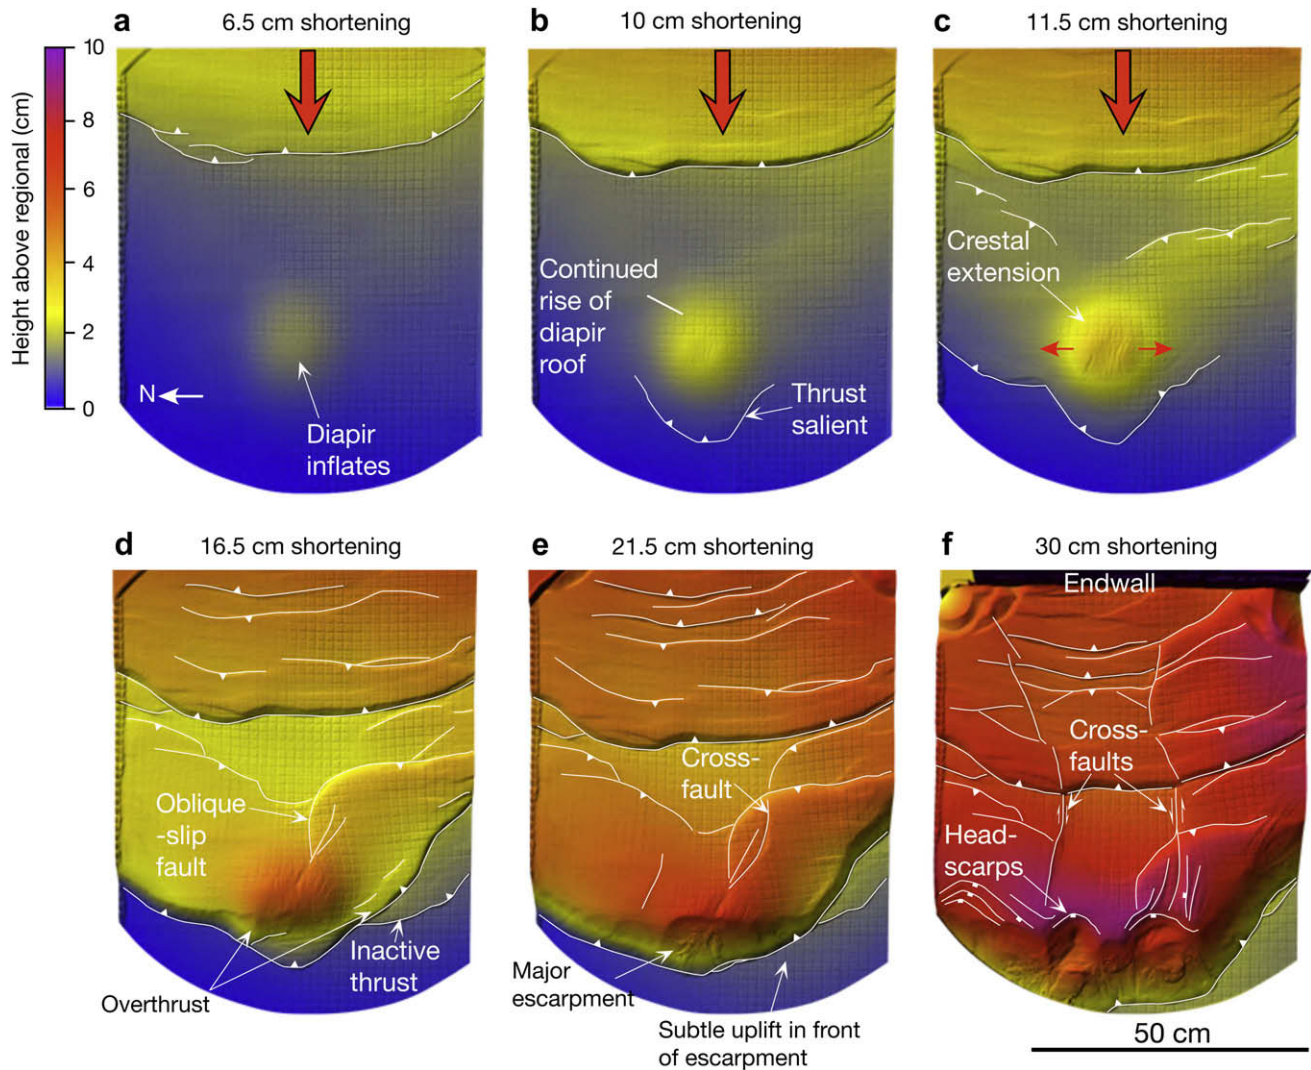 a
6.5 cm shortening
b
10 cm shortening
c
11.5 cm shortening
Height above regional (cm)
10
8
6
4
2
0
N
Diapir
inflates
Continued
rise of
diapir
roof
Thrust
salient
Crestal
extension
d
16.5 cm shortening
e
21.5 cm shortening
f
30 cm shortening
Oblique
-slip
fault
Inactive
thrust
Overthrust
Cross-
fault
Major
escarpment
Subtle uplift in front
of escarpment
Endwall
Cross-
faults
Head-
scarps
50 cm